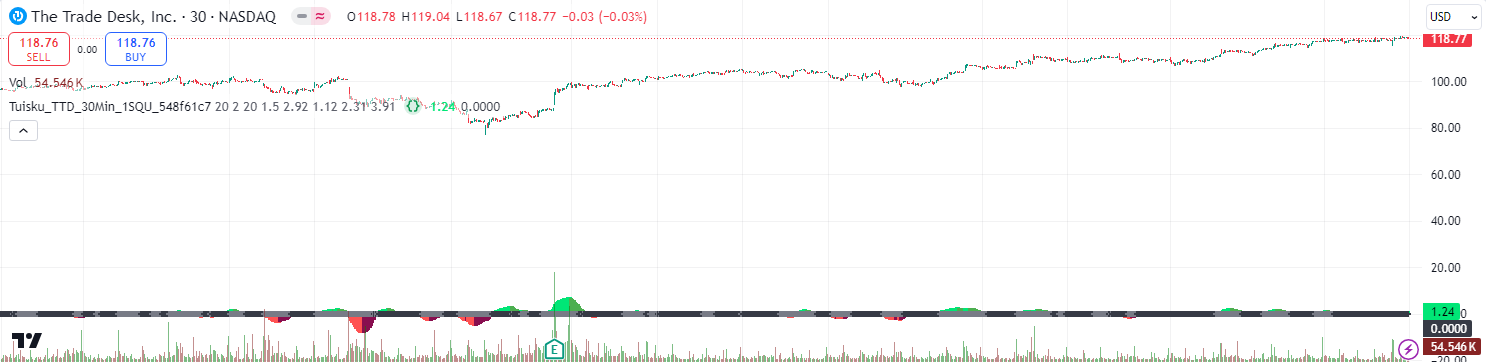 The Trade Desk, Inc. · 30 · NASDAQ O118.78 H119.04 L118.67 C118.77 −0.03 (−0.03%)
USD
118.76 SELL 0.00 118.76 BUY
118.77
Vol 54.546 K
100.00
Tuisku_TTD_30Min_1SQU_548f61c7 20 2 20 1.5 2.92 1.12 2.31 3.91 {} 1.24 0.0000
80.00
60.00
40.00
20.00
1.24
0.0000
E
54.546 K
−20.00